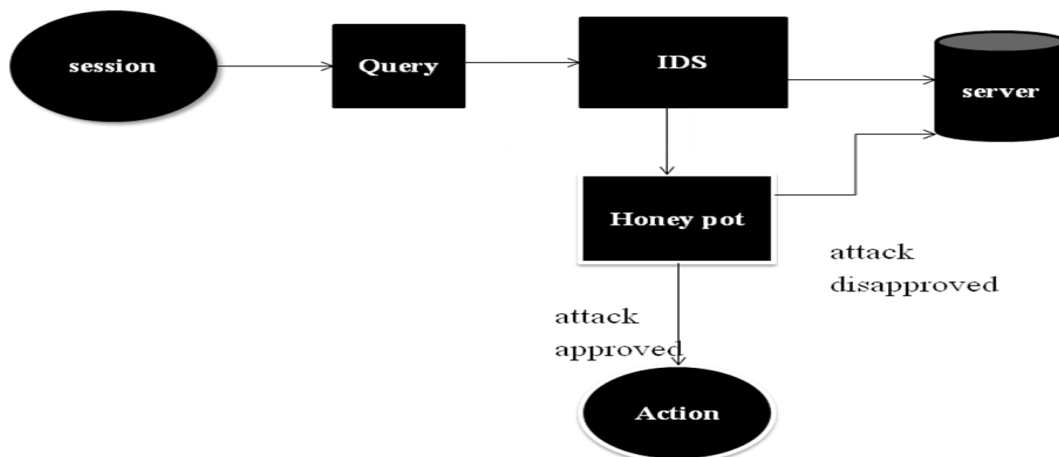 session
Query
IDS
server
Honey pot
attack
disapproved
attack
approved
Action